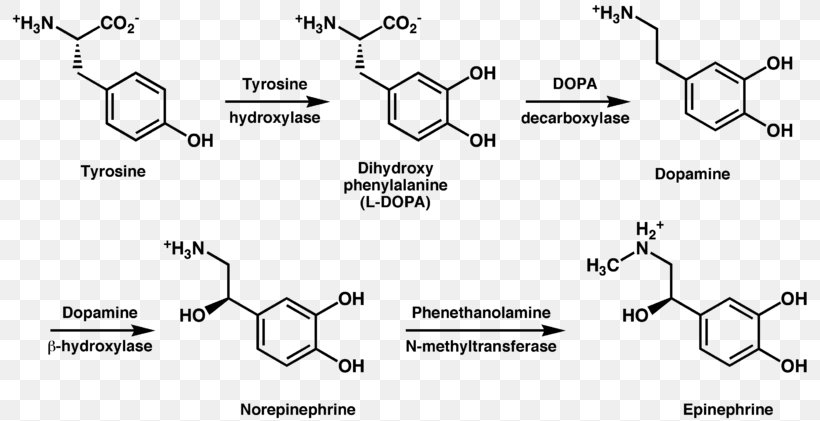 ⁺H₃N CO₂⁻
OH
Tyrosine
Tyrosine
hydroxylase
⁺H₃N CO₂⁻
OH
OH
Dihydroxy
phenylalanine
(L-DOPA)
DOPA
decarboxylase
⁺H₃N
OH
OH
Dopamine
Dopamine
β-hydroxylase
⁺H₃N
HO
OH
OH
Norepinephrine
Phenethanolamine
N-methyltransferase
H₂⁺
N
H₃C
HO
OH
OH
Epinephrine